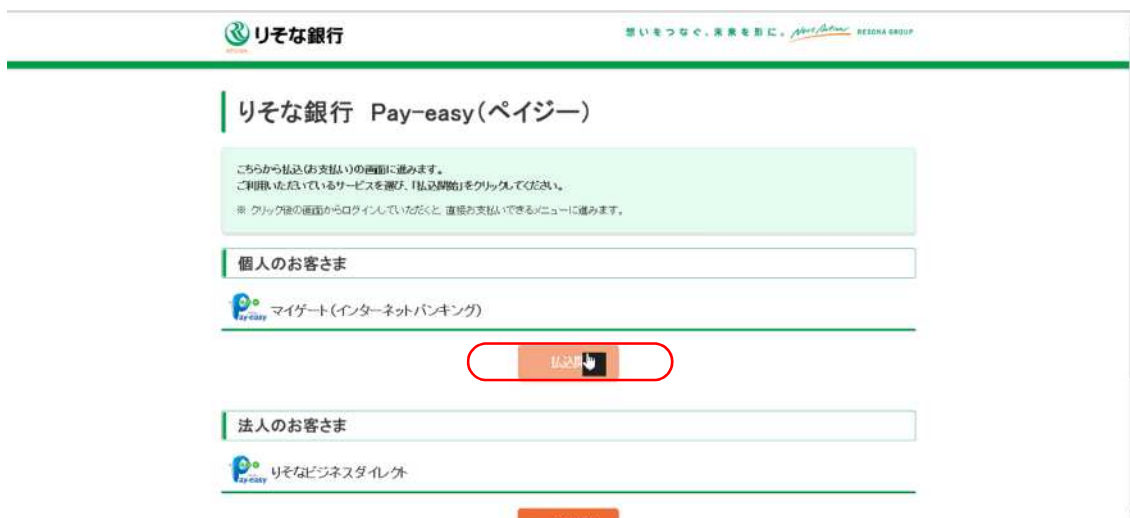 りそな銀行
想いをつなぐ、未来を形に。 Next Action RESONA GROUP
りそな銀行 Pay-easy(ペイジー)
こちらから払込(お支払い)の画面に進みます。
ご利用いただいているサービスを選び、「払込開始」をクリックしてください。
※ クリック後の画面からログインしていただくと、直接お支払いできるメニューに進みます。
個人のお客さま
Pay-easy マイゲート(インターネットバンキング)
払込
法人のお客さま
Pay-easy りそなビジネスダイレクト